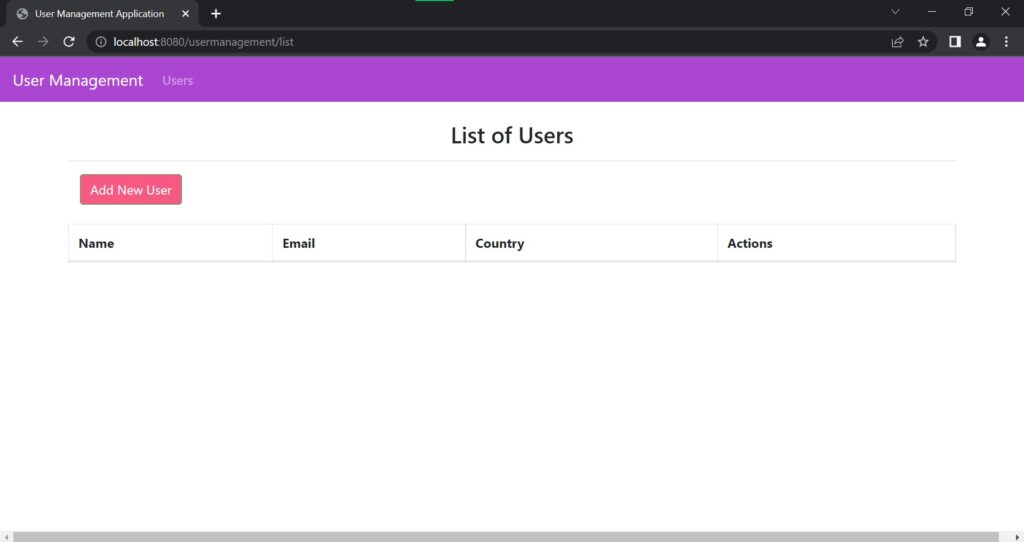 User Management Application
localhost:8080/usermanagement/list
User Management Users
List of Users
Add New User
Name Email Country Actions